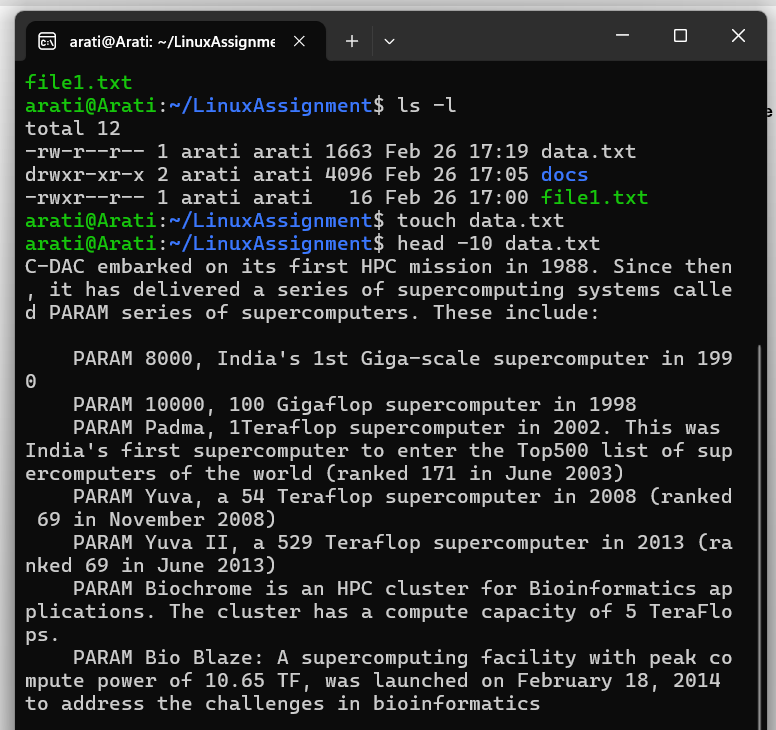 arati@Arati: ~/LinuxAssignme
file1.txt
arati@Arati:~/LinuxAssignment$ ls -l
total 12
-rw-r--r-- 1 arati arati 1663 Feb 26 17:19 data.txt
drwxr-xr-x 2 arati arati 4096 Feb 26 17:05 docs
-rwxr--r-- 1 arati arati   16 Feb 26 17:00 file1.txt
arati@Arati:~/LinuxAssignment$ touch data.txt
arati@Arati:~/LinuxAssignment$ head -10 data.txt
C-DAC embarked on its first HPC mission in 1988. Since then
, it has delivered a series of supercomputing systems calle
d PARAM series of supercomputers. These include:

    PARAM 8000, India's 1st Giga-scale supercomputer in 199
0
    PARAM 10000, 100 Gigaflop supercomputer in 1998
    PARAM Padma, 1Teraflop supercomputer in 2002. This was
India's first supercomputer to enter the Top500 list of sup
ercomputers of the world (ranked 171 in June 2003)
    PARAM Yuva, a 54 Teraflop supercomputer in 2008 (ranked
 69 in November 2008)
    PARAM Yuva II, a 529 Teraflop supercomputer in 2013 (ra
nked 69 in June 2013)
    PARAM Biochrome is an HPC cluster for Bioinformatics ap
plications. The cluster has a compute capacity of 5 TeraFlo
ps.
    PARAM Bio Blaze: A supercomputing facility with peak co
mpute power of 10.65 TF, was launched on February 18, 2014
to address the challenges in bioinformatics